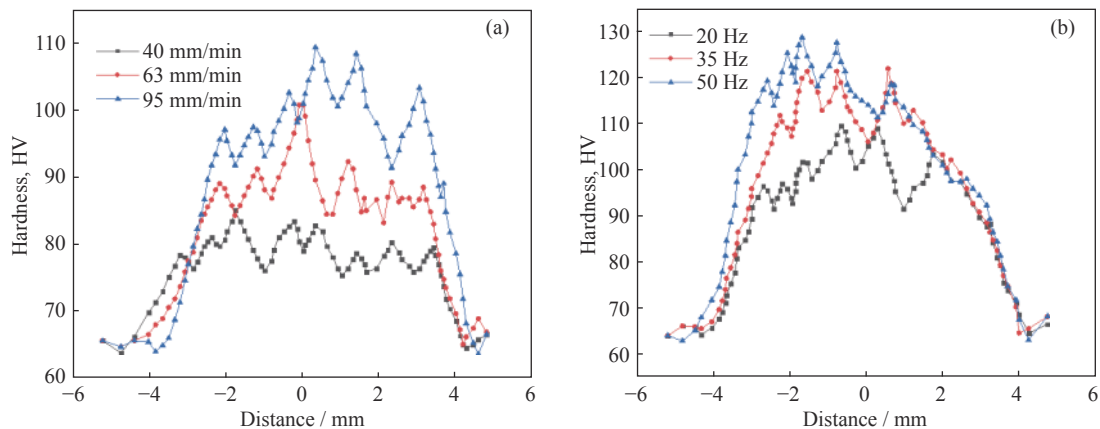 (a)
40 mm/min
63 mm/min
95 mm/min
110
100
90
80
70
60
Hardness, HV
−6 −4 −2 0 2 4 6
Distance / mm
(b)
20 Hz
35 Hz
50 Hz
130
120
110
100
90
80
70
60
Hardness, HV
−6 −4 −2 0 2 4 6
Distance / mm